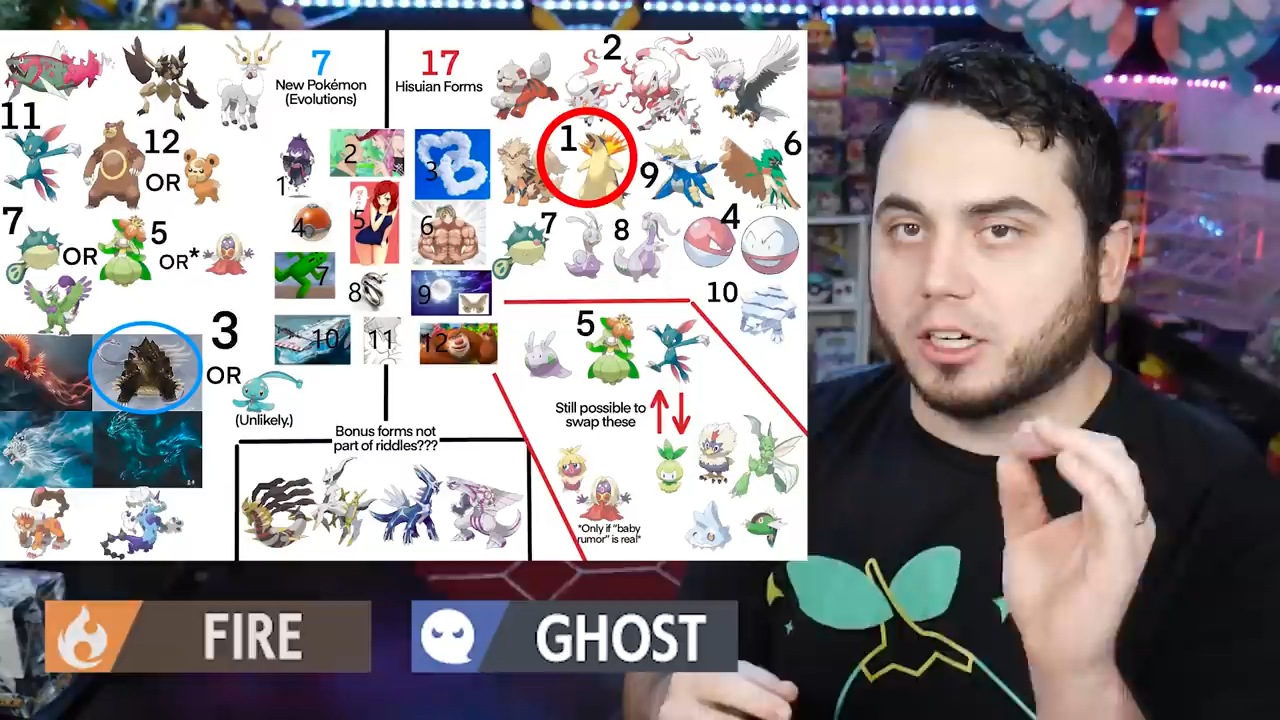 7
New Pokémon
(Evolutions)
17
Hisuian Forms
2
11
12
OR
1
2
3
1
9
6
7
OR
5
OR*
4
5
6
7
8
4
7
8
9
10
3
OR
(Unlikely.)
10
11
12
5
Still possible to
swap these
Bonus forms not
part of riddles???
*Only if "baby
rumor" is real*
FIRE
GHOST